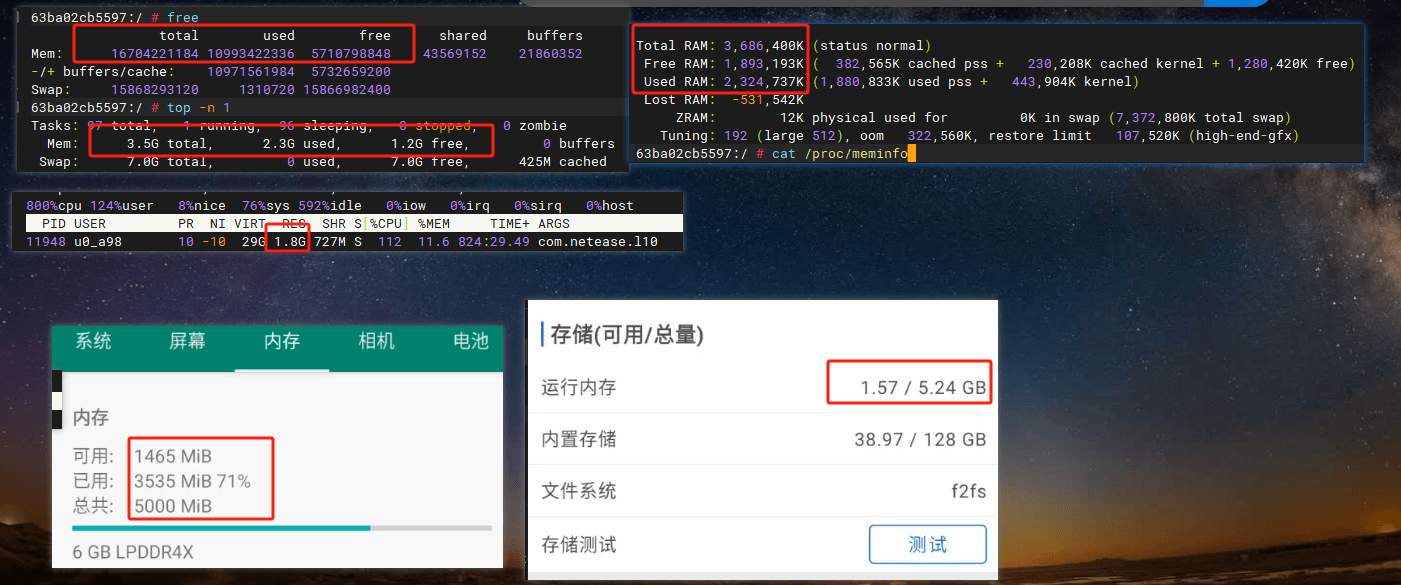 63ba02cb5597:/ # free
total used free shared buffers
Mem: 16704221184 10993422336 5710798848 43569152 21860352
-/+ buffers/cache: 10971561984 5732659200
Swap: 15868293120 1310720 15866982400
63ba02cb5597:/ # top -n 1
Tasks: 97 total, 1 running, 96 sleeping, 0 stopped, 0 zombie
Mem: 3.5G total, 2.3G used, 1.2G free, 0 buffers
Swap: 7.0G total, 0 used, 7.0G free, 425M cached
Total RAM: 3,686,400K (status normal)
Free RAM: 1,893,193K ( 382,565K cached pss + 230,208K cached kernel + 1,280,420K free)
Used RAM: 2,324,737K (1,880,833K used pss + 443,904K kernel)
Lost RAM: -531,542K
ZRAM: 12K physical used for 0K in swap (7,372,800K total swap)
Tuning: 192 (large 512), oom 322,560K, restore limit 107,520K (high-end-gfx)
63ba02cb5597:/ # cat /proc/meminfo
800%cpu 124%user 8%nice 76%sys 592%idle 0%iow 0%irq 0%sirq 0%host
PID USER PR NI VIRT RES SHR S[%CPU] %MEM TIME+ ARGS
11948 u0_a98 10 -10 29G 1.8G 727M S 112 11.6 824:29.49 com.netease.l10
系统 屏幕 内存 相机 电池
内存
可用: 1465 MiB
已用: 3535 MiB 71%
总共: 5000 MiB
6 GB LPDDR4X
存储(可用/总量)
运行内存 1.57 / 5.24 GB
内置存储 38.97 / 128 GB
文件系统 f2fs
存储测试 测试